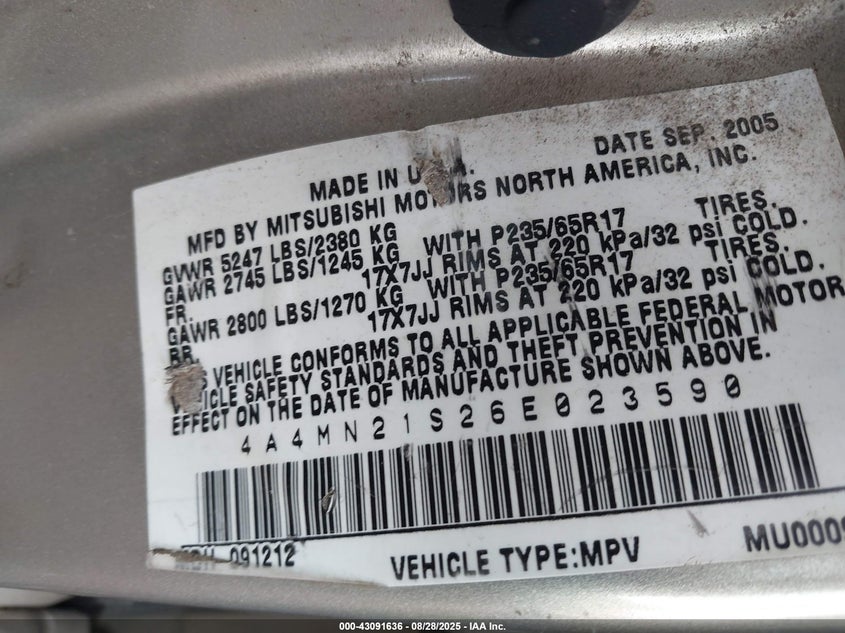 DATE SEP. 2005
MADE IN U.S.A.
MFD BY MITSUBISHI MOTORS NORTH AMERICA, INC.
GVWR 5247 LBS/2380 KG
GAWR 2745 LBS/1245 KG WITH P235/65R17 TIRES.
FR. 17X7JJ RIMS AT 220 kPa/32 psi COLD.
GAWR 2800 LBS/1270 KG WITH P235/65R17 TIRES.
RR. 17X7JJ RIMS AT 220 kPa/32 psi COLD.
THIS VEHICLE CONFORMS TO ALL APPLICABLE FEDERAL MOTOR
VEHICLE SAFETY STANDARDS AND THEFT PREVENTION IN
EFFECT ON THE DATE OF MANUFACTURE SHOWN ABOVE.
4A4MN21S26E023590
091212 VEHICLE TYPE:MPV MU000
000-43091636 - 08/28/2025 - IAA Inc.